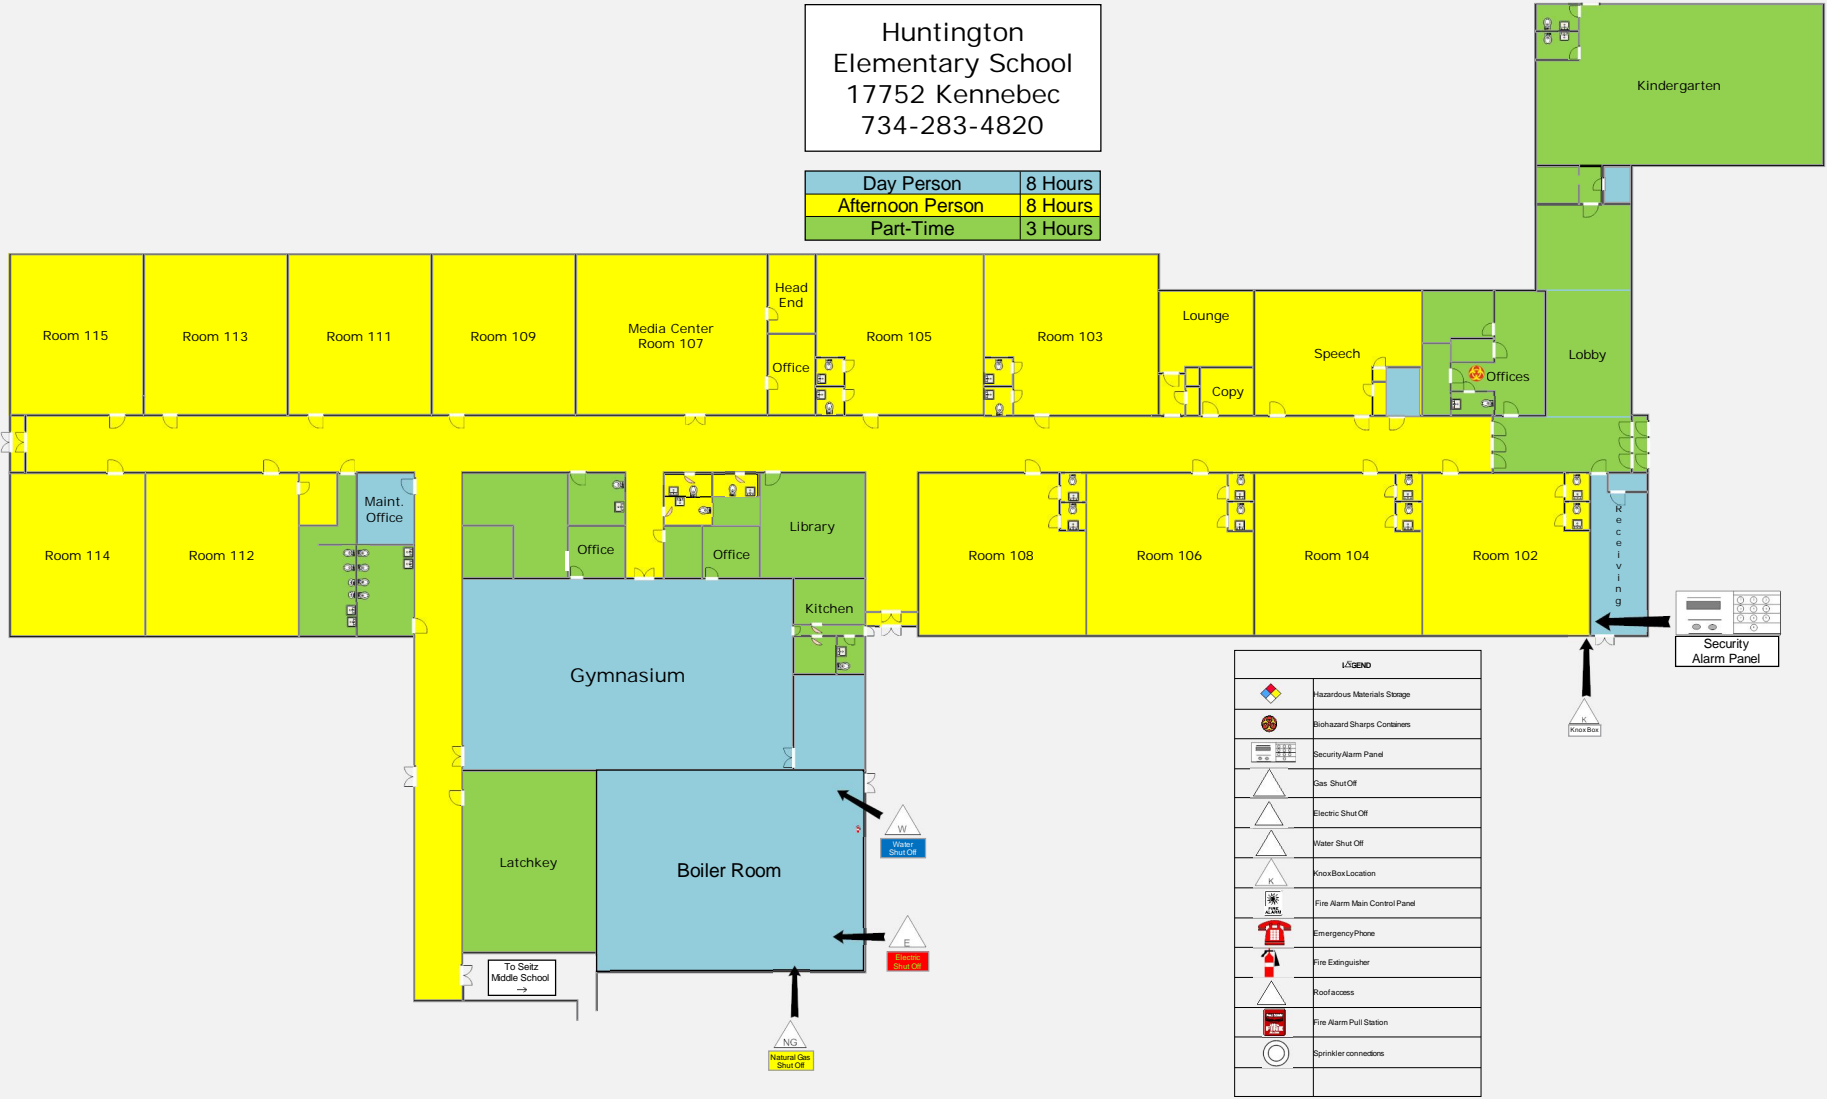 Huntington
Elementary School
17752 Kennebec
734-283-4820
Day Person 8 Hours
Afternoon Person 8 Hours
Part-Time 3 Hours
Kindergarten
Room 115
Room 113
Room 111
Room 109
Media Center
Room 107
Head
End
Office
Room 105
Room 103
Lounge
Copy
Speech
Offices
Lobby
Room 114
Room 112
Maint.
Office
Office
Office
Library
Kitchen
Room 108
Room 106
Room 104
Room 102
Receiving
Security
Alarm Panel
K
Knox Box
Gymnasium
Latchkey
Boiler Room
W
Water
Shut Off
E
Electric
Shut Off
NG
Natural Gas
Shut Off
To Seitz
Middle School
→
Hazardous Materials Storage
Biohazard Sharps Containers
Security Alarm Panel
Gas Shut Off
Electric Shut Off
Water Shut Off
K
Knox Box Location
FIRE
ALARM
Fire Alarm Main Control Panel
Emergency Phone
Fire Extinguisher
Roof access
FIRE
Fire Alarm Pull Station
Sprinkler connections